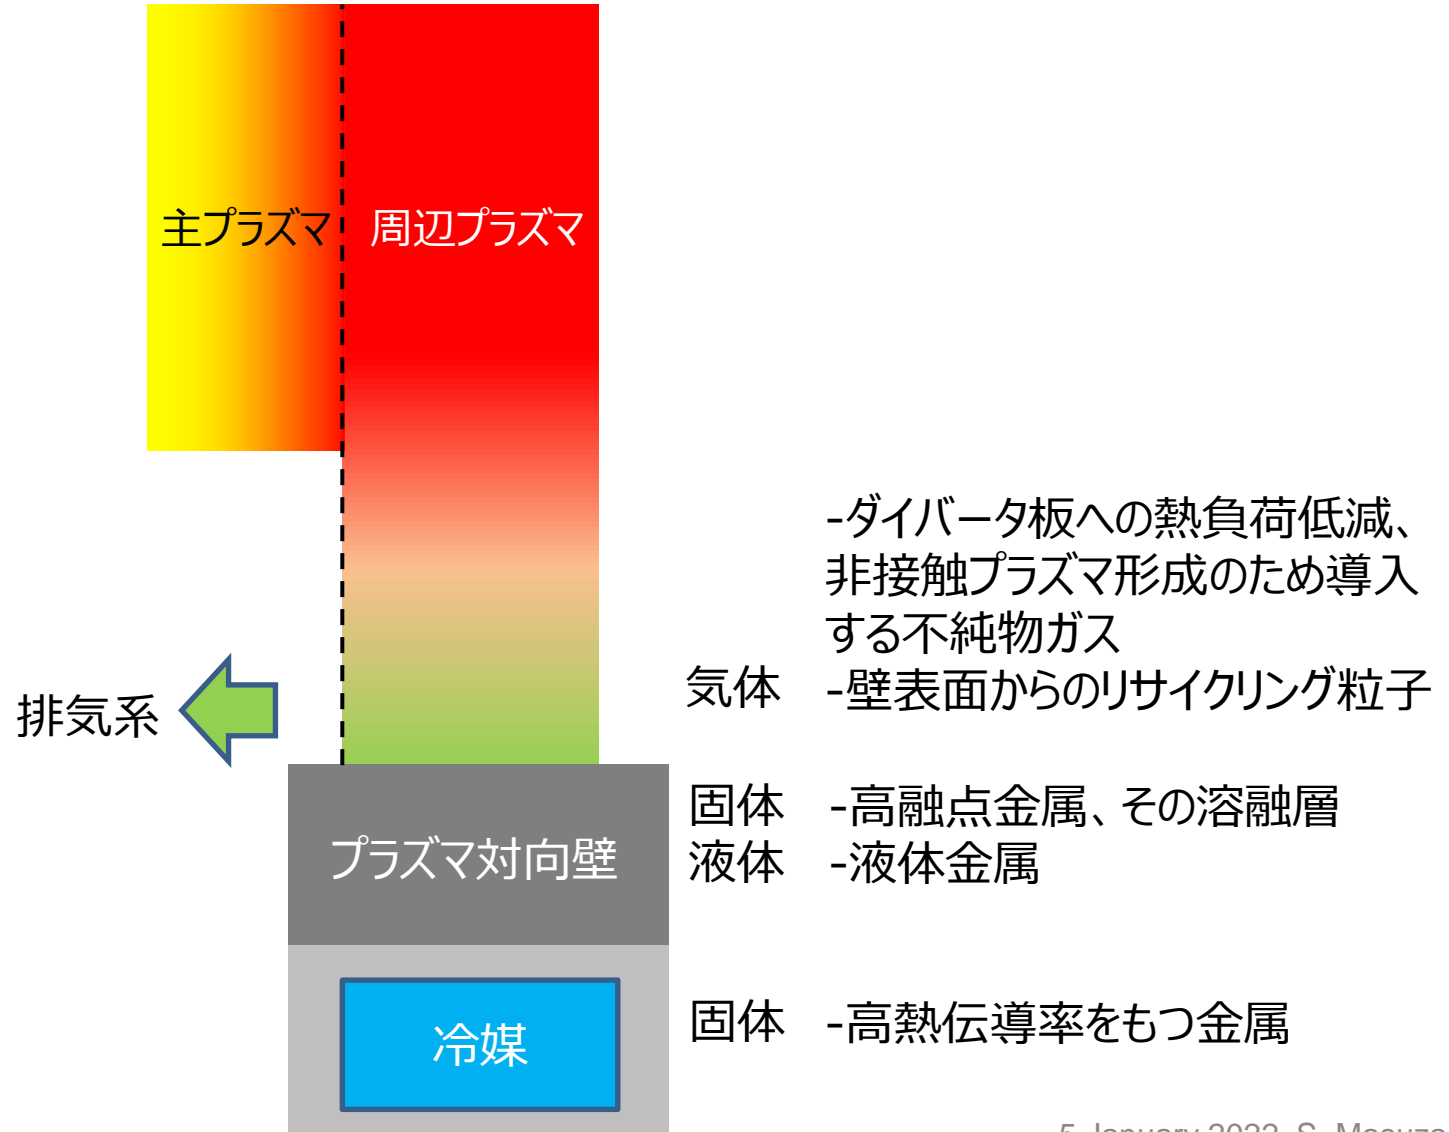 主プラズマ
周辺プラズマ
-ダイバータ板への熱負荷低減、
非接触プラズマ形成のため導入
する不純物ガス
気体 -壁表面からのリサイクリング粒子
排気系
固体 -高融点金属、その溶融層
プラズマ対向壁
液体 -液体金属
固体 -高熱伝導率をもつ金属
冷媒